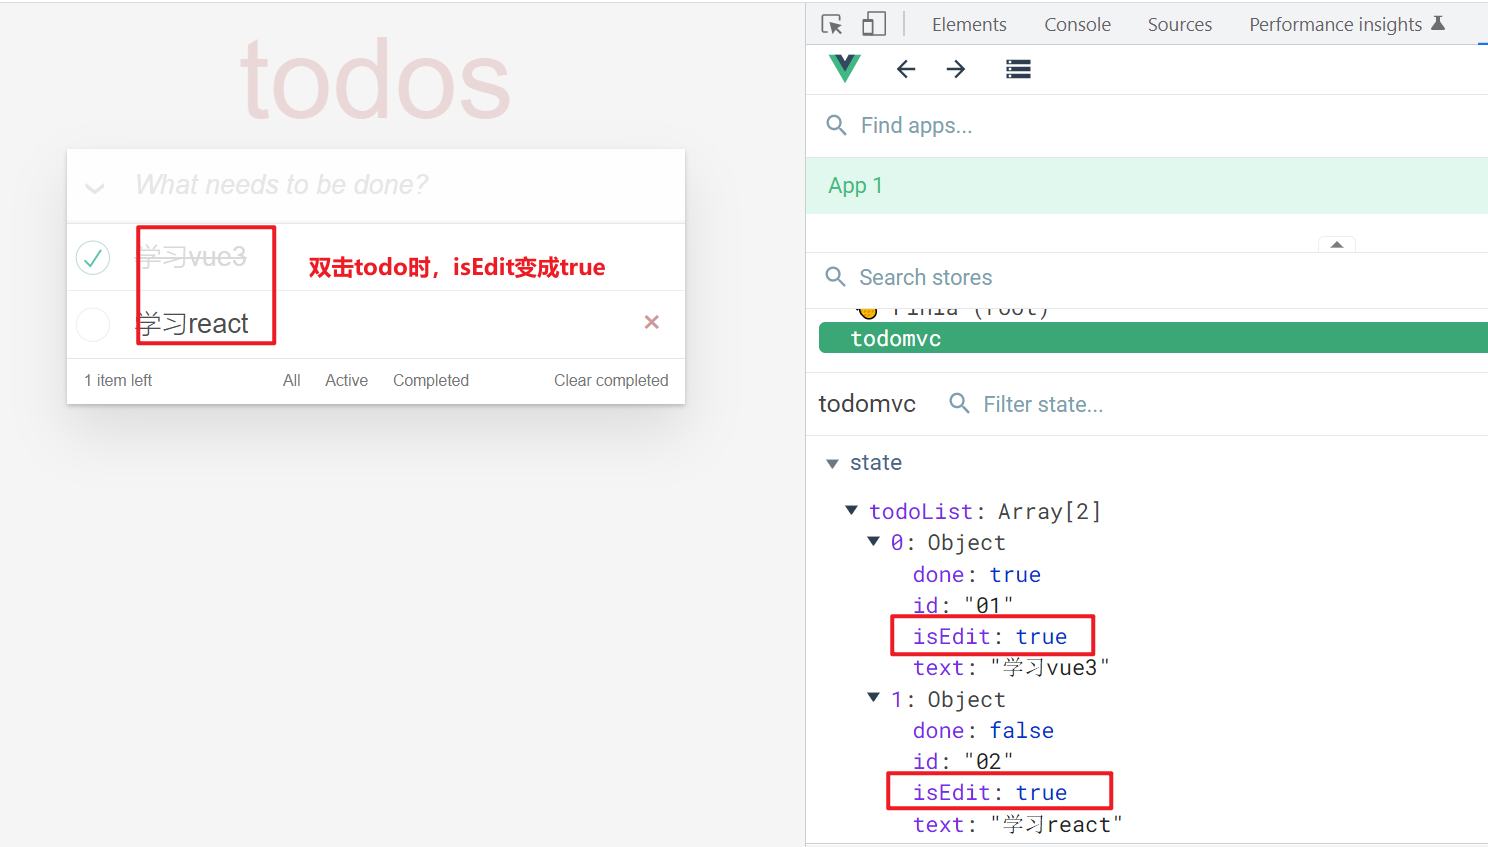 todos
What needs to be done?
学习vue3
双击todo时，isEdit变成true
学习react
1 item left
All
Active
Completed
Clear completed
Elements
Console
Sources
Performance insights
Find apps...
App 1
Search stores
Pinia (root)
todomvc
todomvc
Filter state...
state
todoList: Array[2]
0: Object
done: true
id: "01"
isEdit: true
text: "学习vue3"
1: Object
done: false
id: "02"
isEdit: true
text: "学习react"